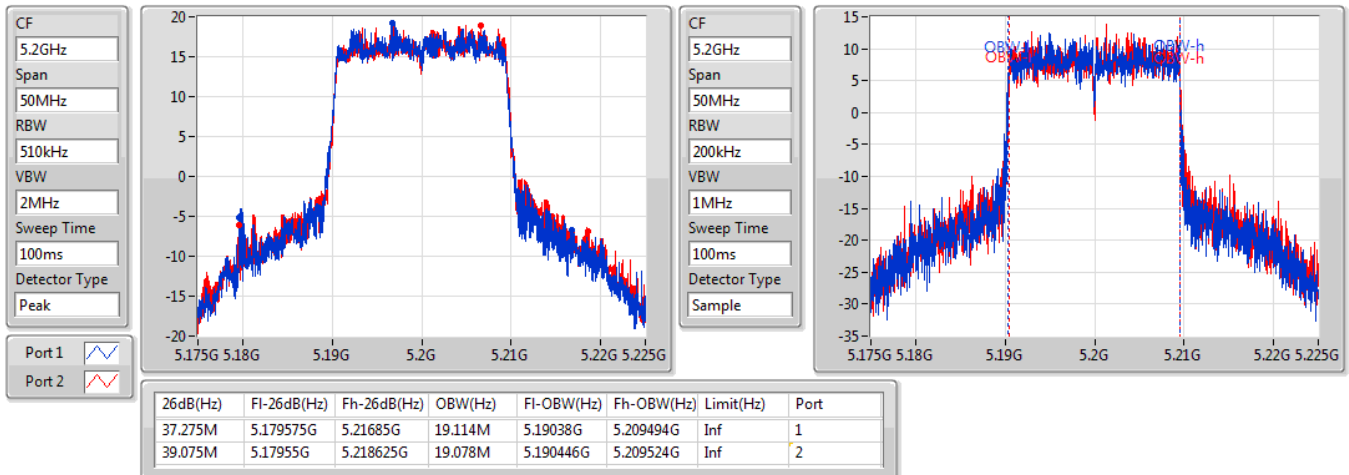 CF
5.2GHz
Span
50MHz
RBW
510kHz
VBW
2MHz
Sweep Time
100ms
Detector Type
Peak
Port 1
Port 2
20
15
10
5
0
-5
-10
-15
-20
5.175G 5.18G 5.19G 5.2G 5.21G 5.22G 5.225G
CF
5.2GHz
Span
50MHz
RBW
200kHz
VBW
1MHz
Sweep Time
100ms
Detector Type
Sample
15
10
5
0
-5
-10
-15
-20
-25
-30
-35
OBW-h
OBW-h
5.175G 5.18G 5.19G 5.2G 5.21G 5.22G 5.225G
26dB(Hz) Fl-26dB(Hz) Fh-26dB(Hz) OBW(Hz) Fl-OBW(Hz) Fh-OBW(Hz) Limit(Hz) Port
37.275M 5.179575G 5.21685G 19.114M 5.19038G 5.209494G Inf 1
39.075M 5.17955G 5.218625G 19.078M 5.190446G 5.209524G Inf 2